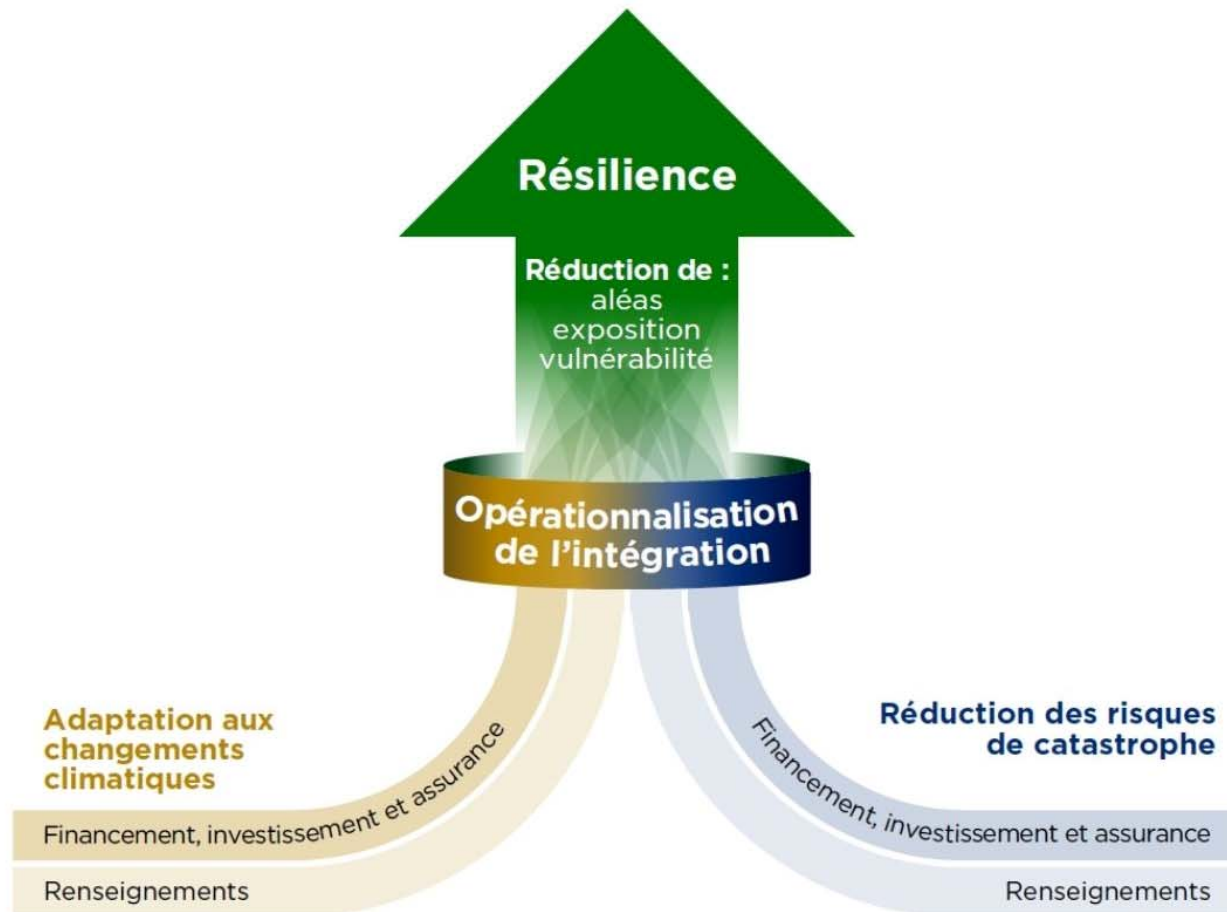 Résilience
Réduction de :
aléas
exposition
vulnérabilité
Opérationnalisation
de l'intégration
Adaptation aux
changements
climatiques
Financement, investissement et assurance
Renseignements
Réduction des risques
de catastrophe
Financement, investissement et assurance
Renseignements